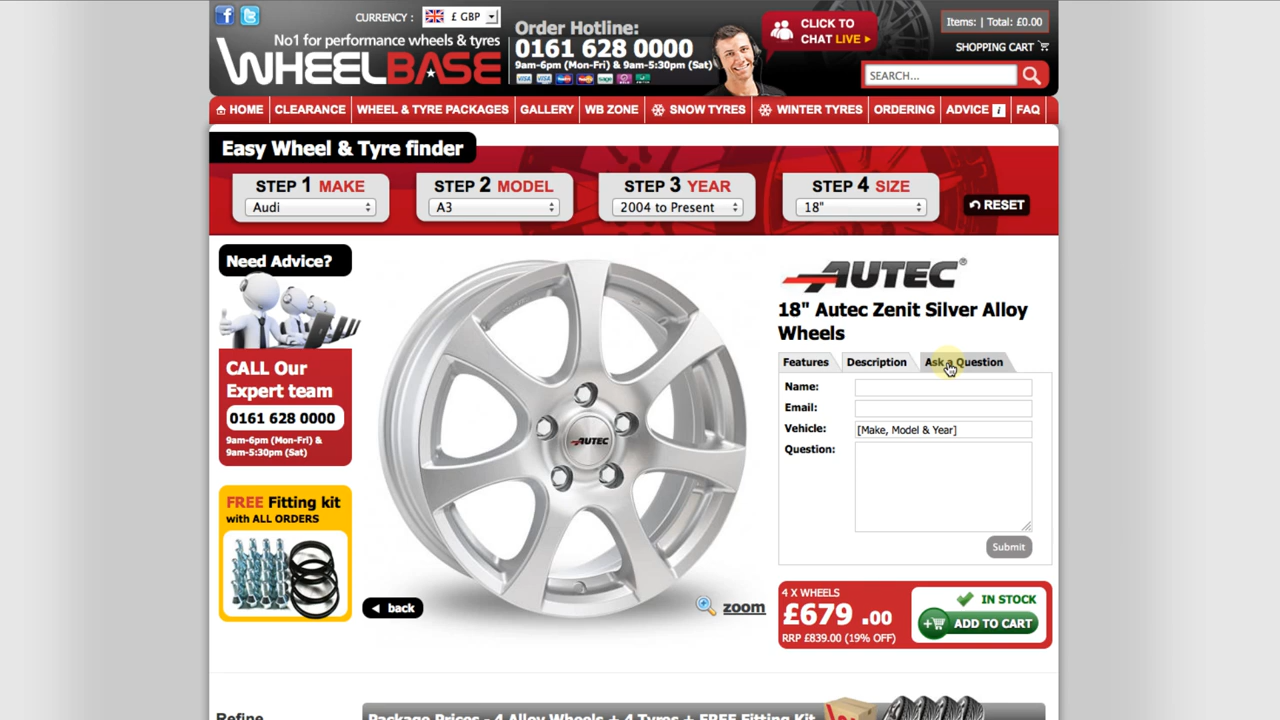 CURRENCY :
£ GBP
No1 for performance wheels & tyres
WHEELBASE
Order Hotline:
0161 628 0000
9am-6pm (Mon-Fri) & 9am-5:30pm (Sat)
CLICK TO
CHAT LIVE
Items: | Total: £0.00
SHOPPING CART
SEARCH...
HOME
CLEARANCE
WHEEL & TYRE PACKAGES
GALLERY
WB ZONE
SNOW TYRES
WINTER TYRES
ORDERING
ADVICE i
FAQ
Easy Wheel & Tyre finder
STEP 1 MAKE
Audi
STEP 2 MODEL
A3
STEP 3 YEAR
2004 to Present
STEP 4 SIZE
18"
RESET
Need Advice?
CALL Our
Expert team
0161 628 0000
9am-6pm (Mon-Fri) &
9am-5:30pm (Sat)
FREE Fitting kit
with ALL ORDERS
AUTEC
back
zoom
AUTEC®
18" Autec Zenit Silver Alloy
Wheels
Features
Description
Ask a Question
Name:
Email:
Vehicle:
[Make, Model & Year]
Question:
Submit
4 X WHEELS
£679 .00
RRP £839.00 (19% OFF)
IN STOCK
ADD TO CART
Refine
Package Prices - 4 Alloy Wheels + 4 Tyres + FREE Fitting Kit